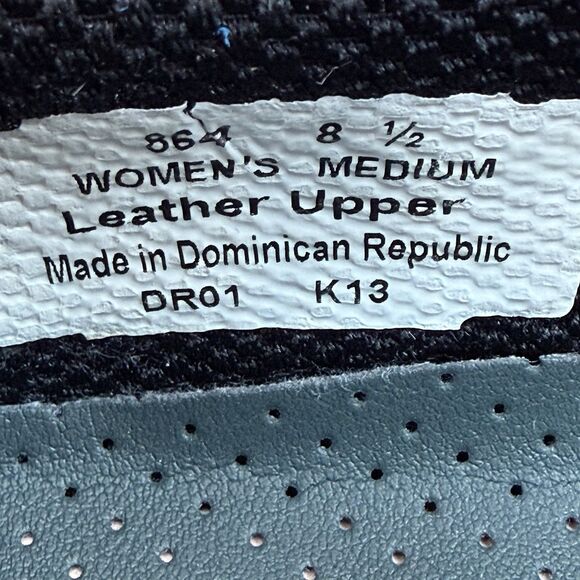 864 8 ½
WOMEN'S MEDIUM
Leather Upper
Made in Dominican Republic
DR01 K13